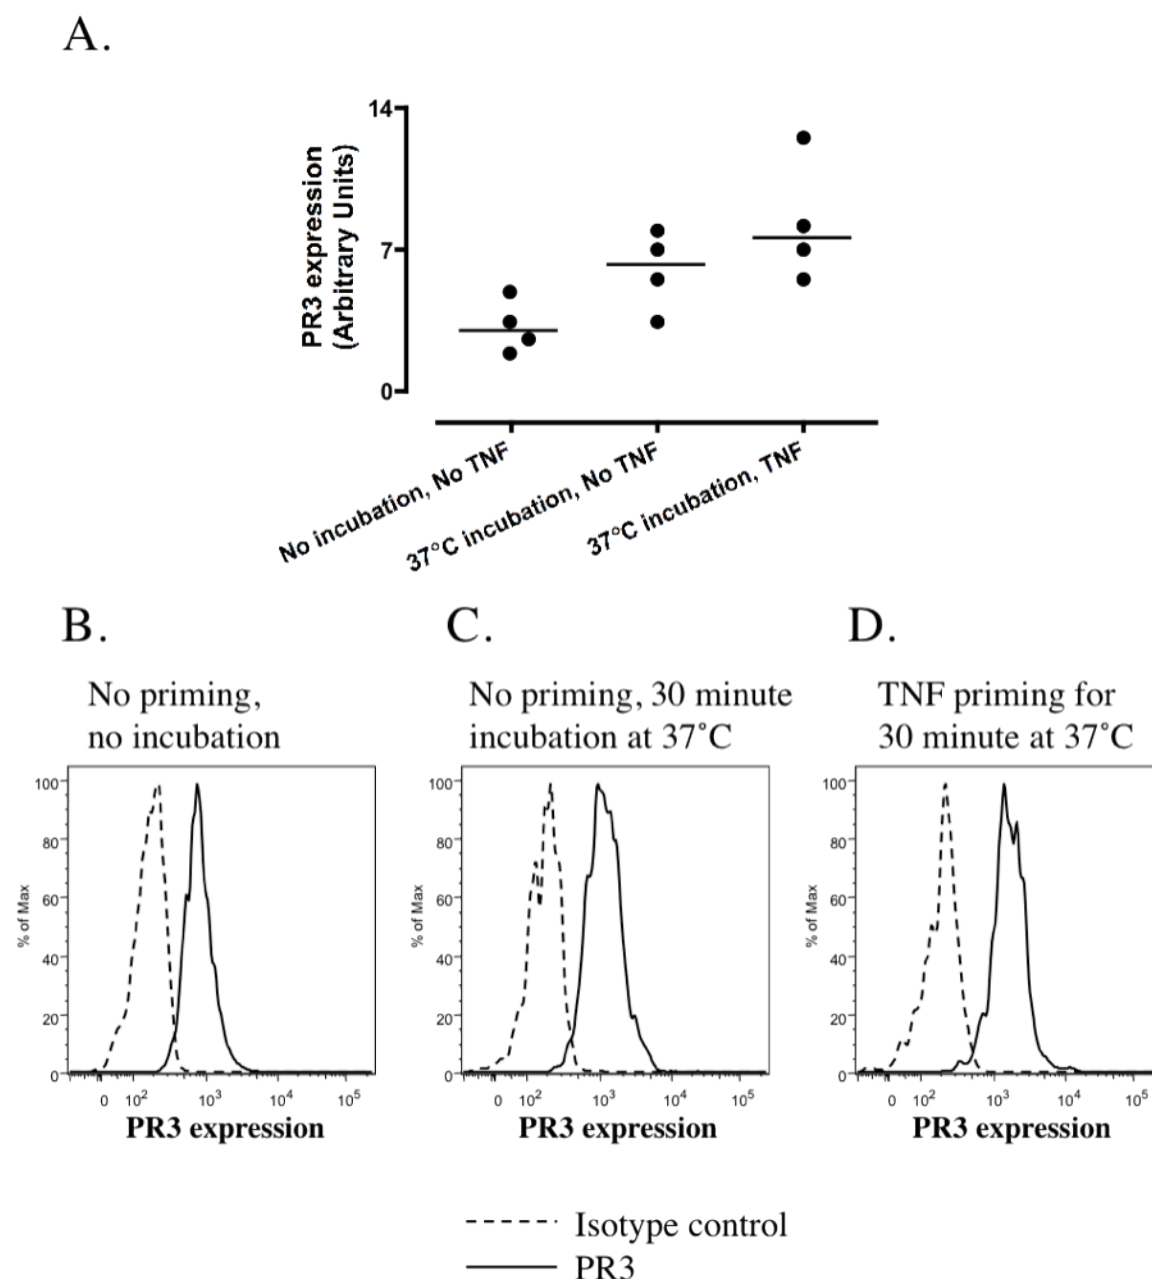 A.
14
7
0
PR3 expression
(Arbitrary Units)
No incubation, No TNF
37°C incubation, No TNF
37°C incubation, TNF
B.
No priming,
no incubation
100
80
60
40
20
0
% of Max
0 10² 10³ 10⁴ 10⁵
PR3 expression
C.
No priming, 30 minute
incubation at 37˚C
100
80
60
40
20
0
% of Max
0 10² 10³ 10⁴ 10⁵
PR3 expression
D.
TNF priming for
30 minute at 37˚C
100
80
60
40
20
0
% of Max
0 10² 10³ 10⁴ 10⁵
PR3 expression
Isotype control
PR3